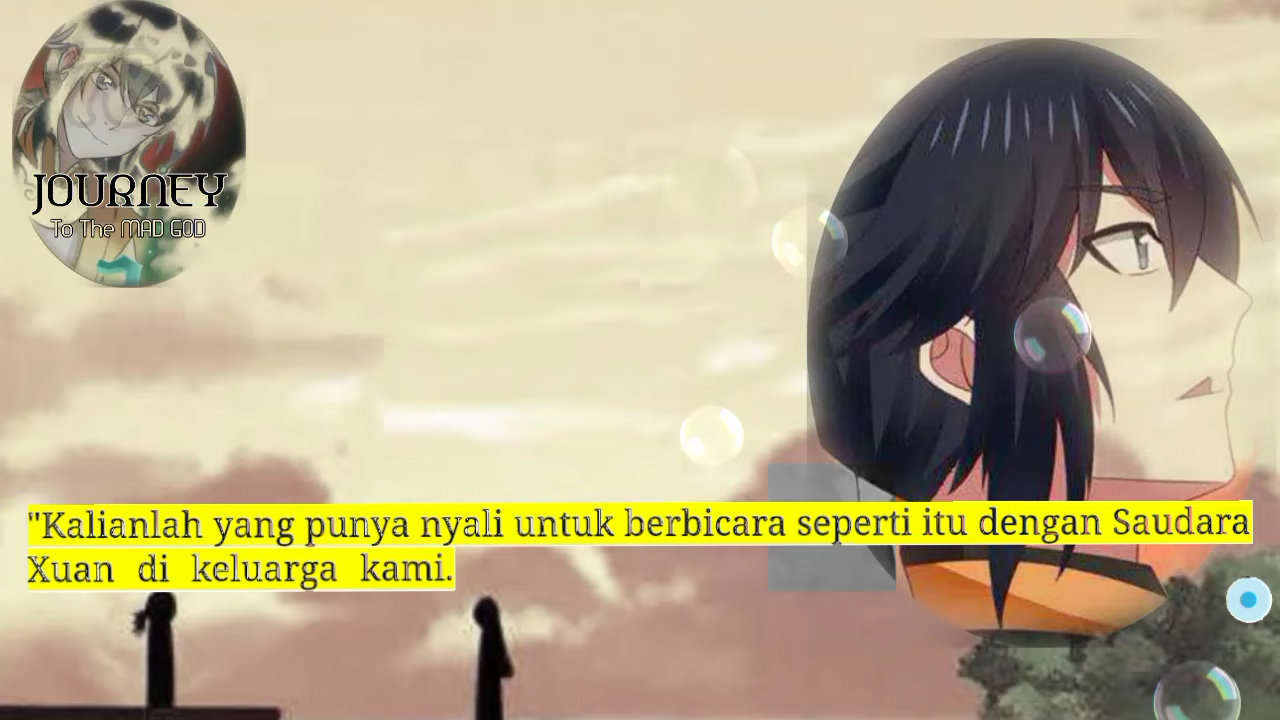 JOURNEY
To The MAD GOD
"Kalianlah yang punya nyali untuk berbicara seperti itu dengan Saudara
Xuan di keluarga kami.